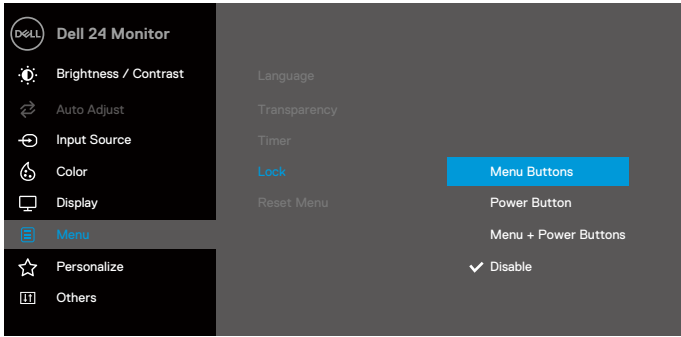 DELL
Dell 24 Monitor
Brightness / Contrast
Auto Adjust
Input Source
Color
Display
Menu
Personalize
Others
Language
Transparency
Timer
Lock
Reset Menu
Menu Buttons
Power Button
Menu + Power Buttons
Disable